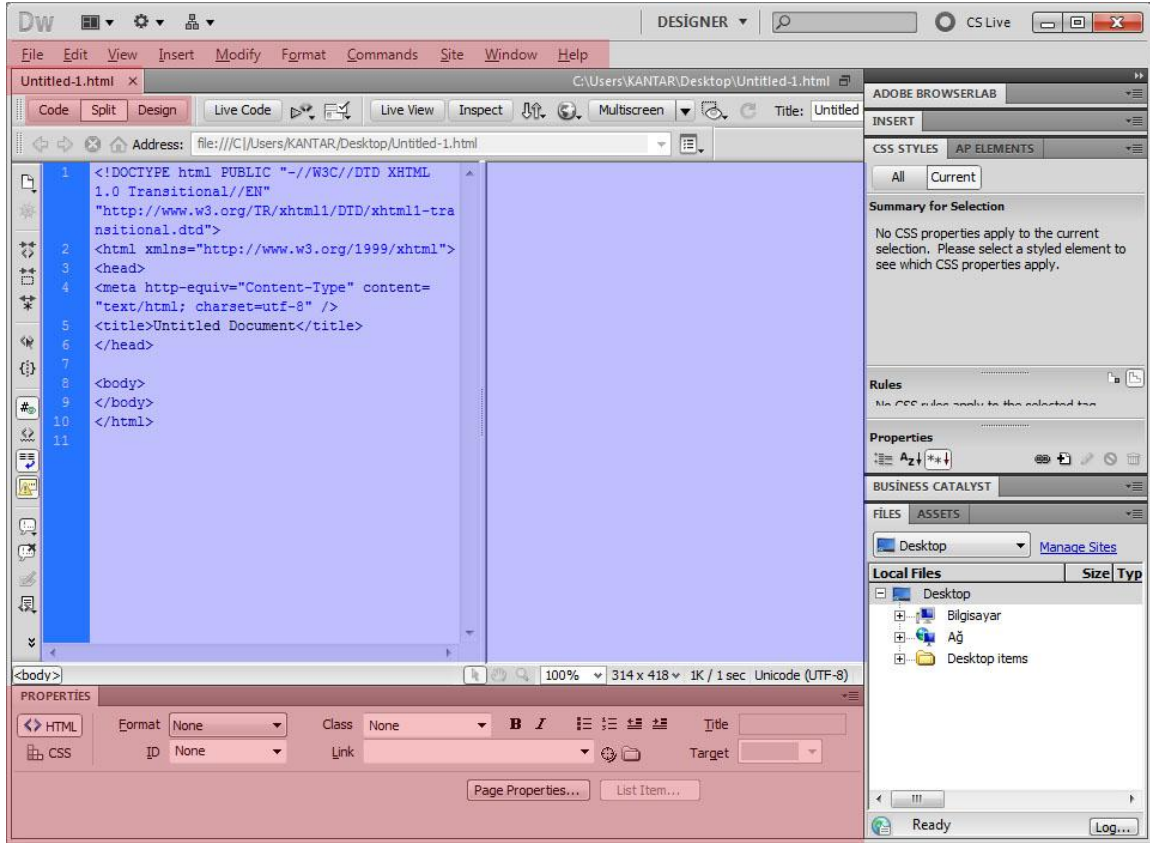 Dw DESİGNER CS Live
File Edit View Insert Modify Format Commands Site Window Help
Untitled-1.html × C:\Users\KANTAR\Desktop\Untitled-1.html
Code Split Design Live Code Live View Inspect Multiscreen Title: Untitled
Address: file:///C|/Users/KANTAR/Desktop/Untitled-1.html
1 <!DOCTYPE html PUBLIC "-//W3C//DTD XHTML
1.0 Transitional//EN"
"http://www.w3.org/TR/xhtml1/DTD/xhtml1-tra
nsitional.dtd">
2 <html xmlns="http://www.w3.org/1999/xhtml">
3 <head>
4 <meta http-equiv="Content-Type" content=
"text/html; charset=utf-8" />
5 <title>Untitled Document</title>
6 </head>
7
8 <body>
9 </body>
10 </html>
11
<body> 100% 314 x 418 1K / 1 sec Unicode (UTF-8)
PROPERTİES
<> HTML Format None Class None B I Title
CSS ID None Link Target
Page Properties... List Item...
ADOBE BROWSERLAB
INSERT
CSS STYLES AP ELEMENTS
All Current
Summary for Selection
No CSS properties apply to the current
selection. Please select a styled element to
see which CSS properties apply.
Rules
No CSS rules apply to the selected tag
Properties
BUSİNESS CATALYST
FİLES ASSETS
Desktop Manage Sites
Local Files Size Typ
Desktop
Bilgisayar
Ağ
Desktop items
Ready Log...